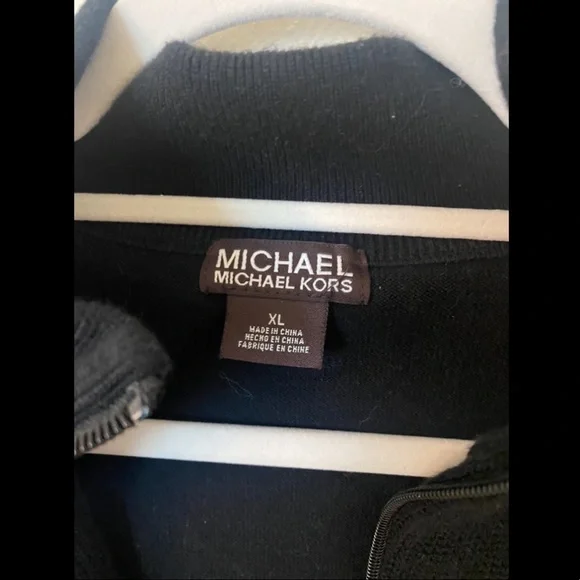 MICHAEL
MICHAEL KORS
XL
MADE IN CHINA
HECHO EN CHINA
FABRIQUE EN CHINE